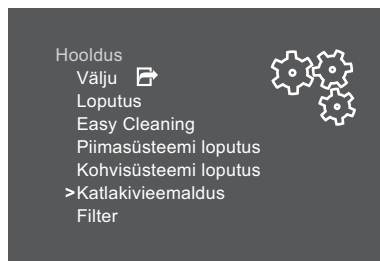 Hooldus
Välju
Loputus
Easy Cleaning
Piimasüsteemi loputus
Kohvisüsteemi loputus
>Katlakivieemaldus
Filter